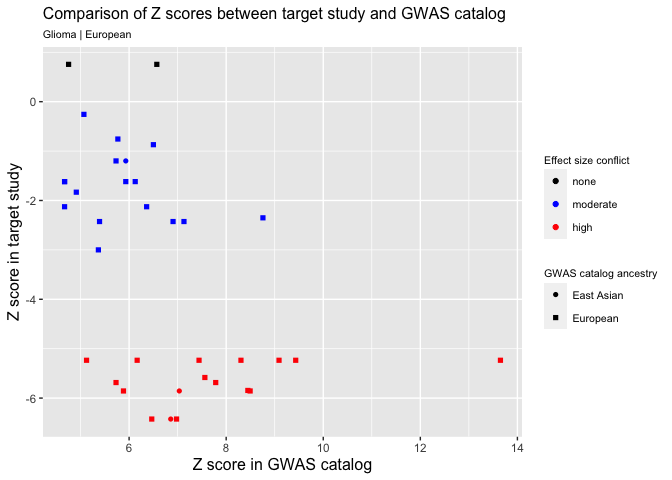 Comparison of Z scores between target study and GWAS catalog
Glioma | European
Z score in target study
0
-2
-4
-6
6
8
10
12
14
Z score in GWAS catalog
Effect size conflict
none
moderate
high
GWAS catalog ancestry
East Asian
European